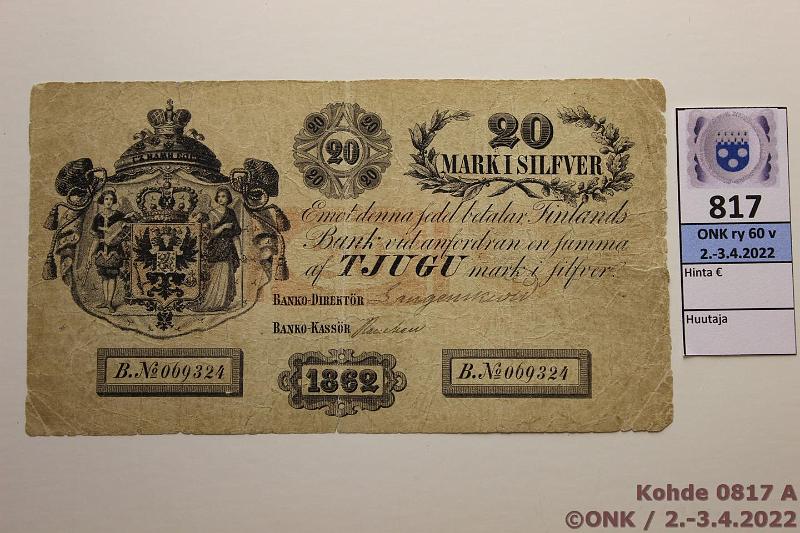 20
20
20
20
20
20
MARK I SILFVER
Emot denna sedel betalar Finlands
Bank vid anfordran en summa
af TJUGU mark i silfver.
BANKO-DIREKTÖR
BANKO-KASSÖR
B. No 069324
1862
B. No 069324
817
ONK ry 60 v
2.-3.4.2022
Hinta €
Huutaja
Kohde 0817 A
©ONK / 2.-3.4.2022